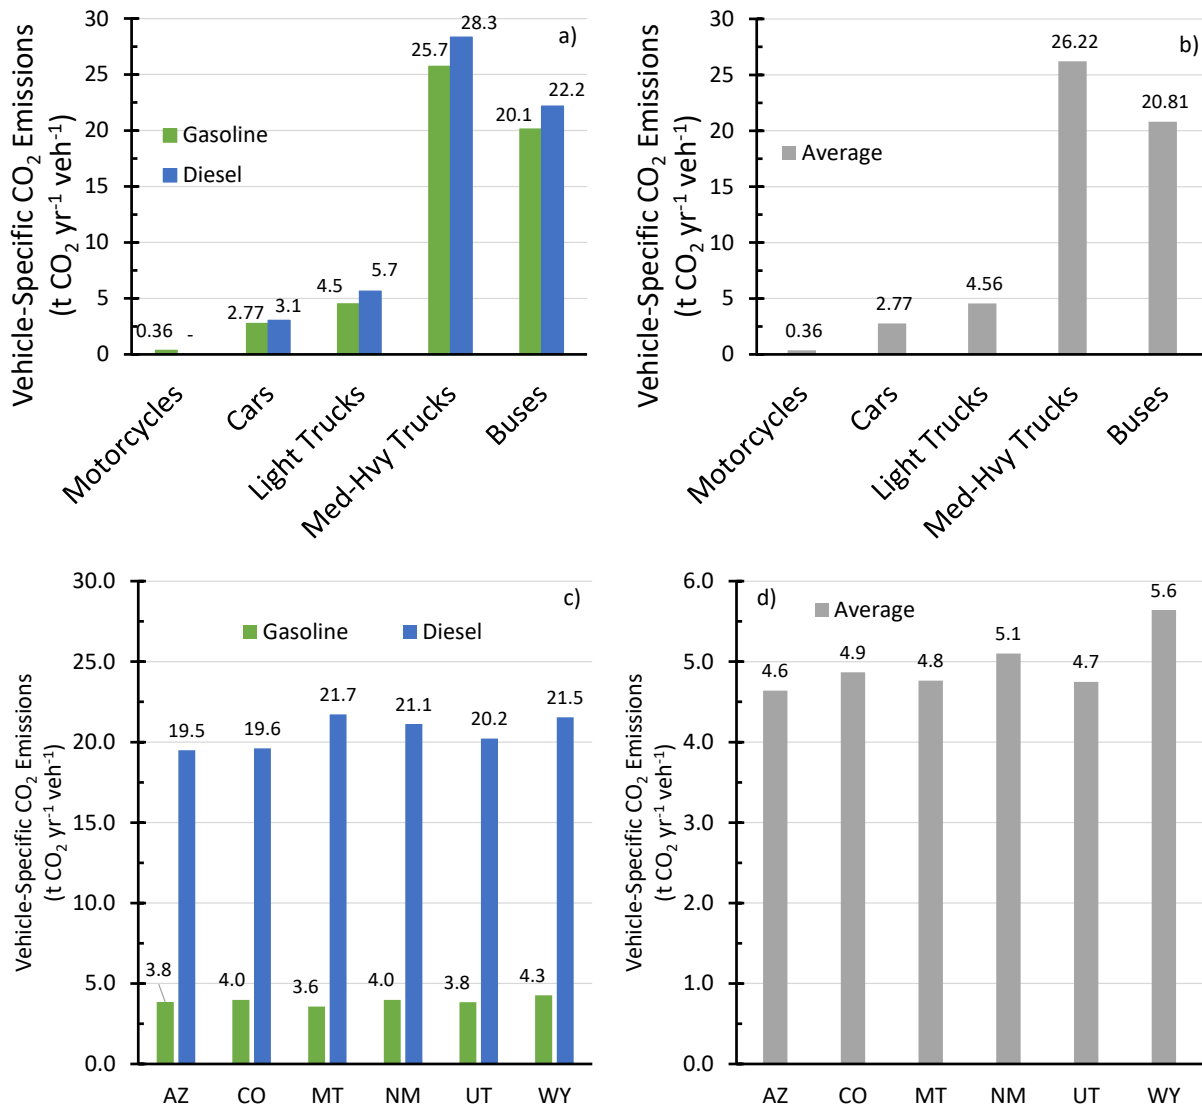 a)
Vehicle-Specific CO₂ Emissions
(t CO₂ yr⁻¹ veh⁻¹)
30
25
20
15
10
5
0
Gasoline
Diesel
0.36
-
2.77
3.1
4.5
5.7
25.7
28.3
20.1
22.2
Motorcycles
Cars
Light Trucks
Med-Hvy Trucks
Buses
b)
Vehicle-Specific CO₂ Emissions
(t CO₂ yr⁻¹ veh⁻¹)
30
25
20
15
10
5
0
Average
0.36
2.77
4.56
26.22
20.81
Motorcycles
Cars
Light Trucks
Med-Hvy Trucks
Buses
c)
Vehicle-Specific CO₂ Emissions
(t CO₂ yr⁻¹ veh⁻¹)
30.0
25.0
20.0
15.0
10.0
5.0
0.0
Gasoline
Diesel
3.8
19.5
4.0
19.6
3.6
21.7
4.0
21.1
3.8
20.2
4.3
21.5
AZ
CO
MT
NM
UT
WY
d)
Vehicle-Specific CO₂ Emissions
(t CO₂ yr⁻¹ veh⁻¹)
6.0
5.0
4.0
3.0
2.0
1.0
0.0
Average
4.6
4.9
4.8
5.1
4.7
5.6
AZ
CO
MT
NM
UT
WY